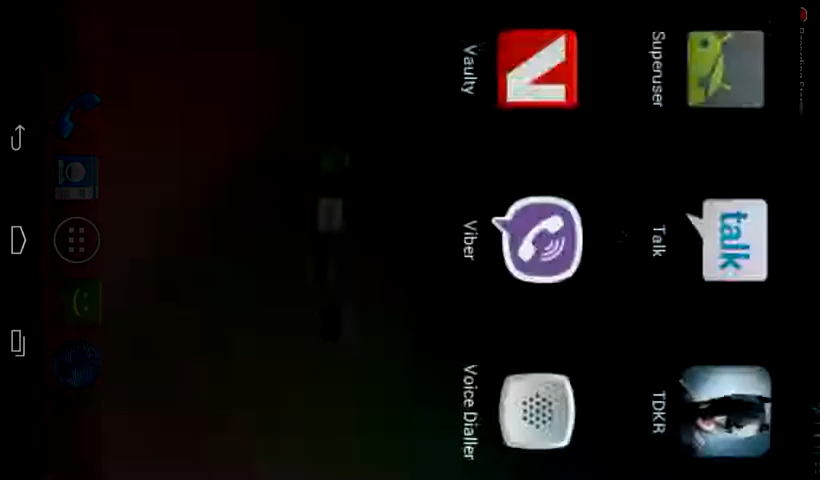 Superuser
talk
Talk
TDKR
Vaulty
Viber
Voice Dialler